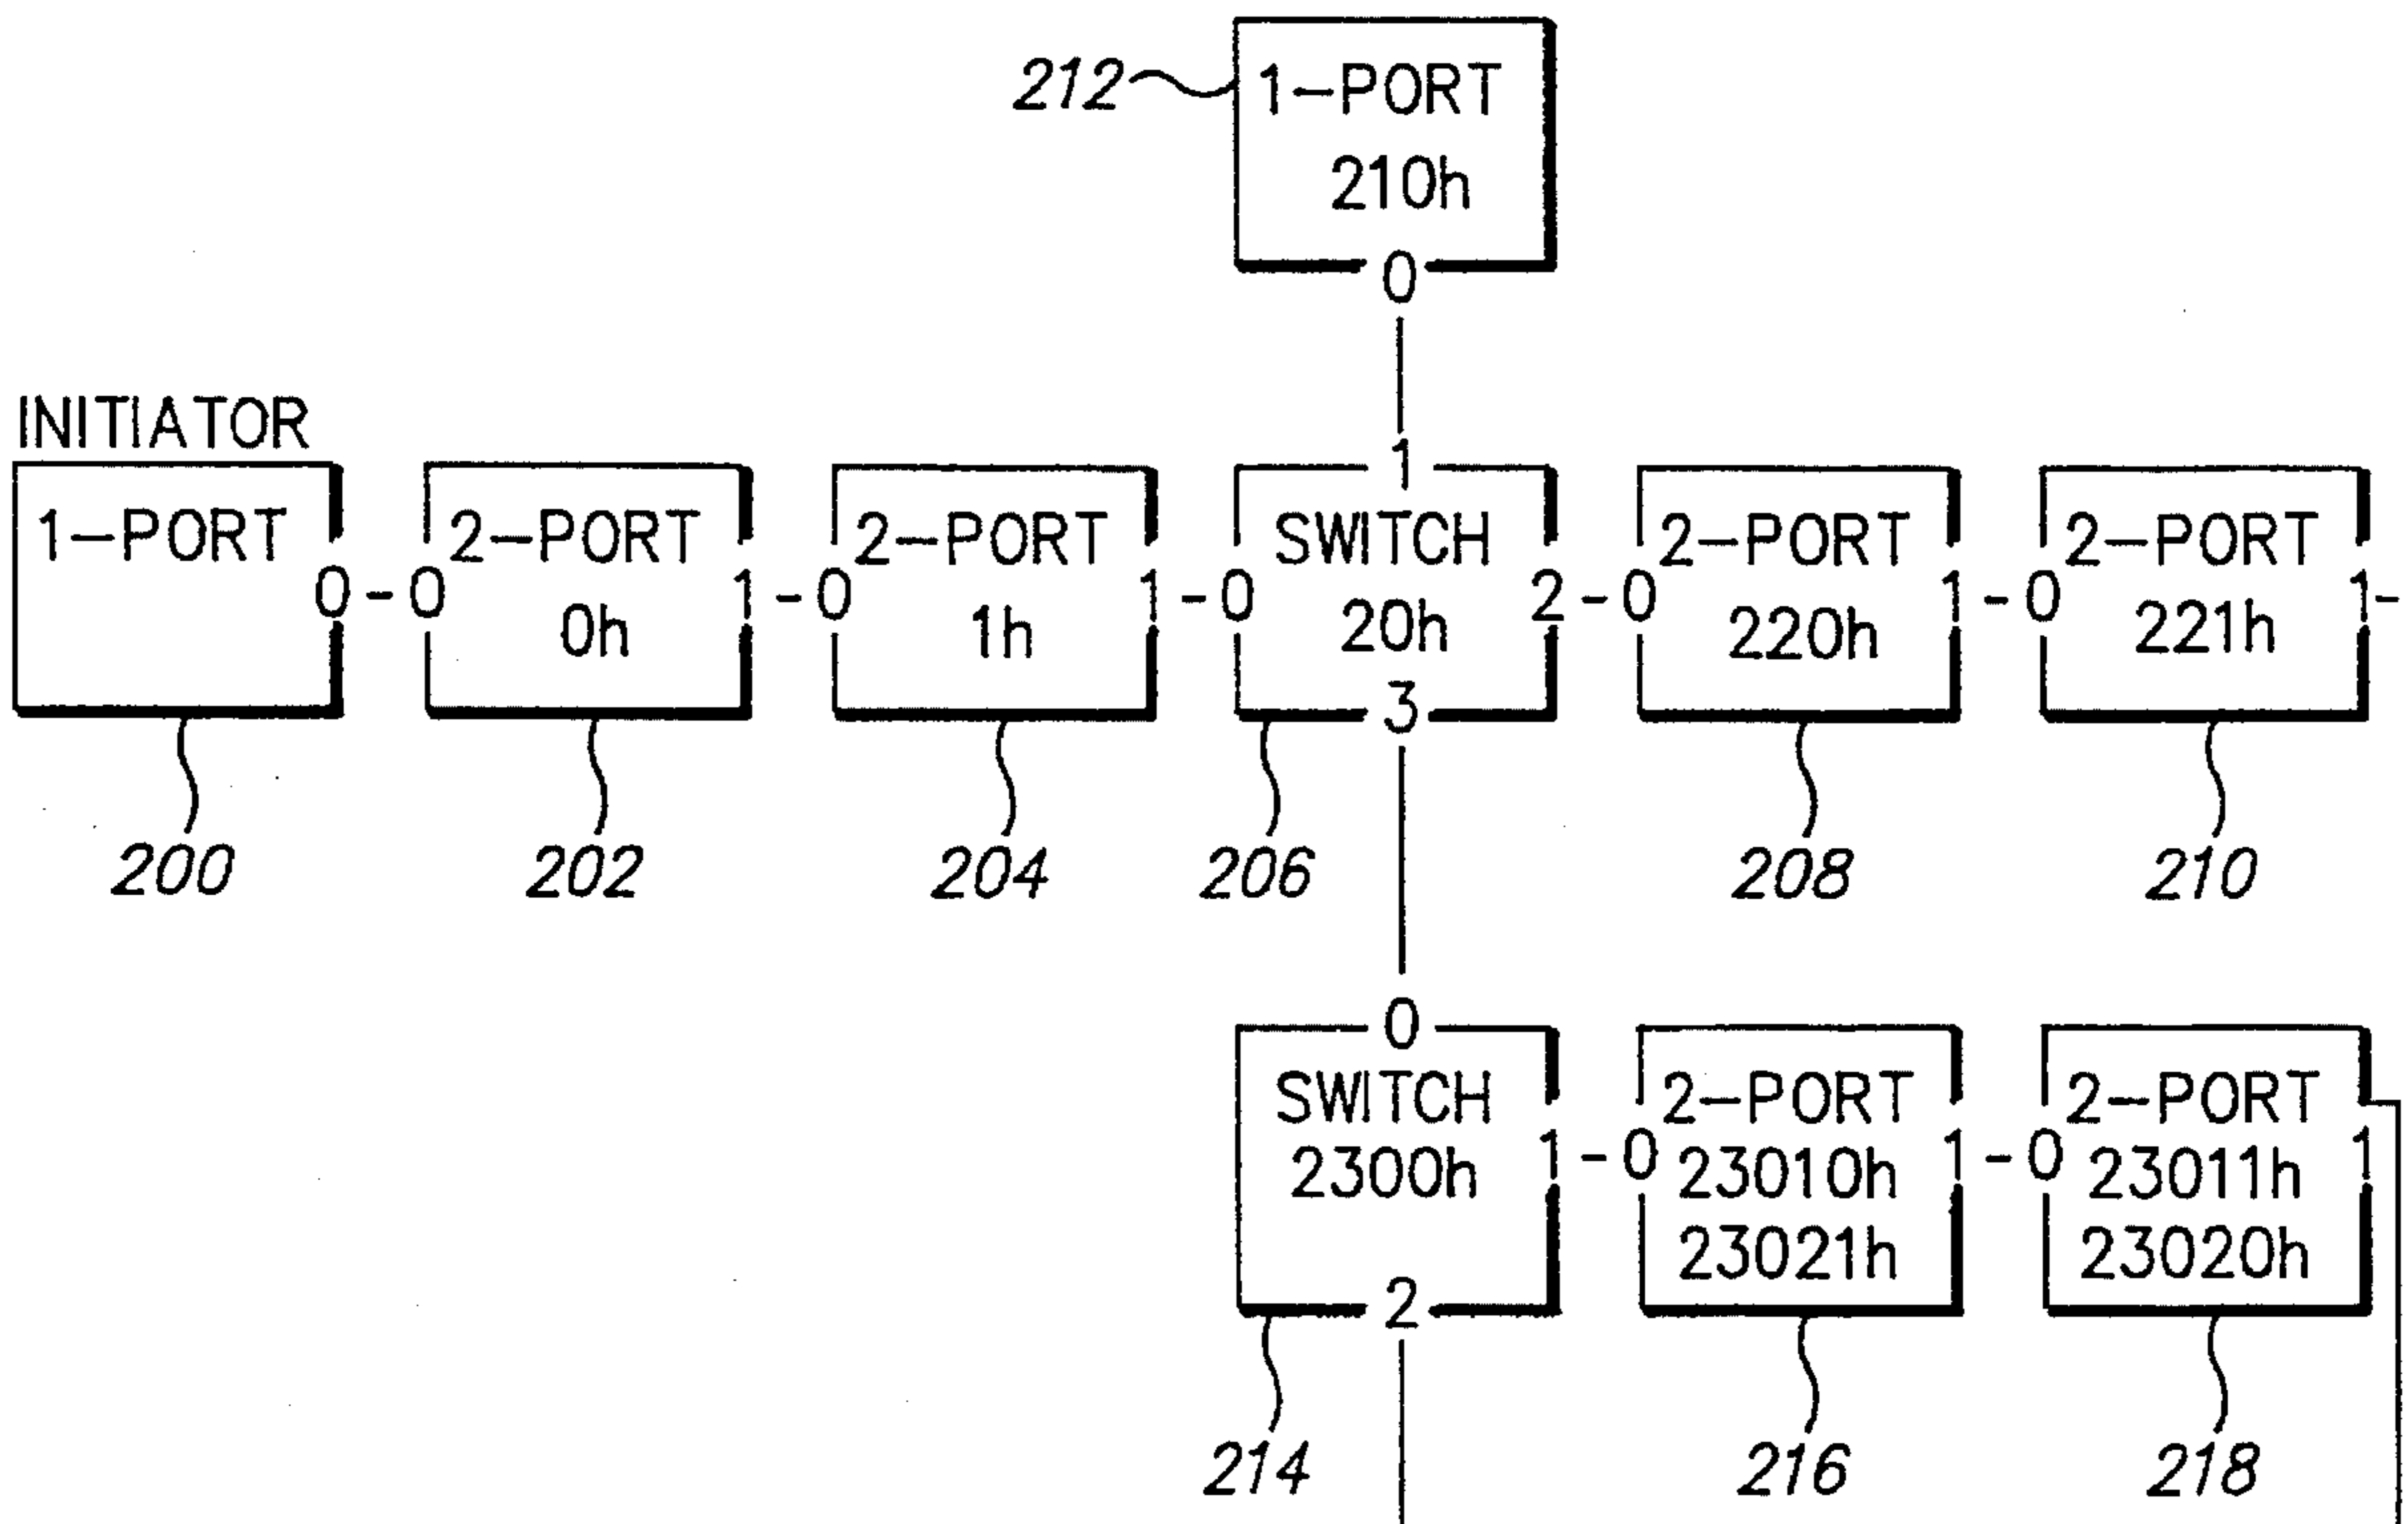 212
1-PORT
210h
0
INITIATOR
1-PORT
0-0
2-PORT
0h
1-0
2-PORT
1h
1-0
1
SWITCH
20h
3
2-0
2-PORT
220h
1-0
2-PORT
221h
1-
200
202
204
206
208
210
0
SWITCH
2300h
2
1-0
2-PORT
23010h
23021h
1-0
2-PORT
23011h
23020h
1
214
216
218